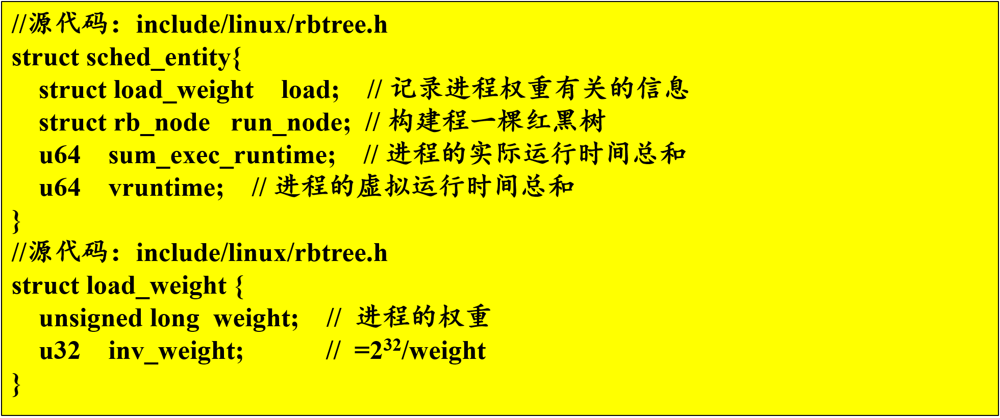 //源代码：include/linux/rbtree.h
struct sched_entity{
struct load_weight load; // 记录进程权重有关的信息
struct rb_node run_node; // 构建程一棵红黑树
u64 sum_exec_runtime; // 进程的实际运行时间总和
u64 vruntime; // 进程的虚拟运行时间总和
}
//源代码：include/linux/rbtree.h
struct load_weight {
unsigned long weight; // 进程的权重
u32 inv_weight; // =2³²/weight
}